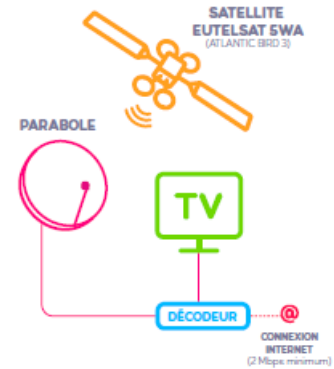 SATELLITE
EUTELSAT 5WA
(ATLANTIC BIRD 3)
PARABOLE
TV
DÉCODEUR
@
CONNEXION
INTERNET
(2 Mbps minimum)